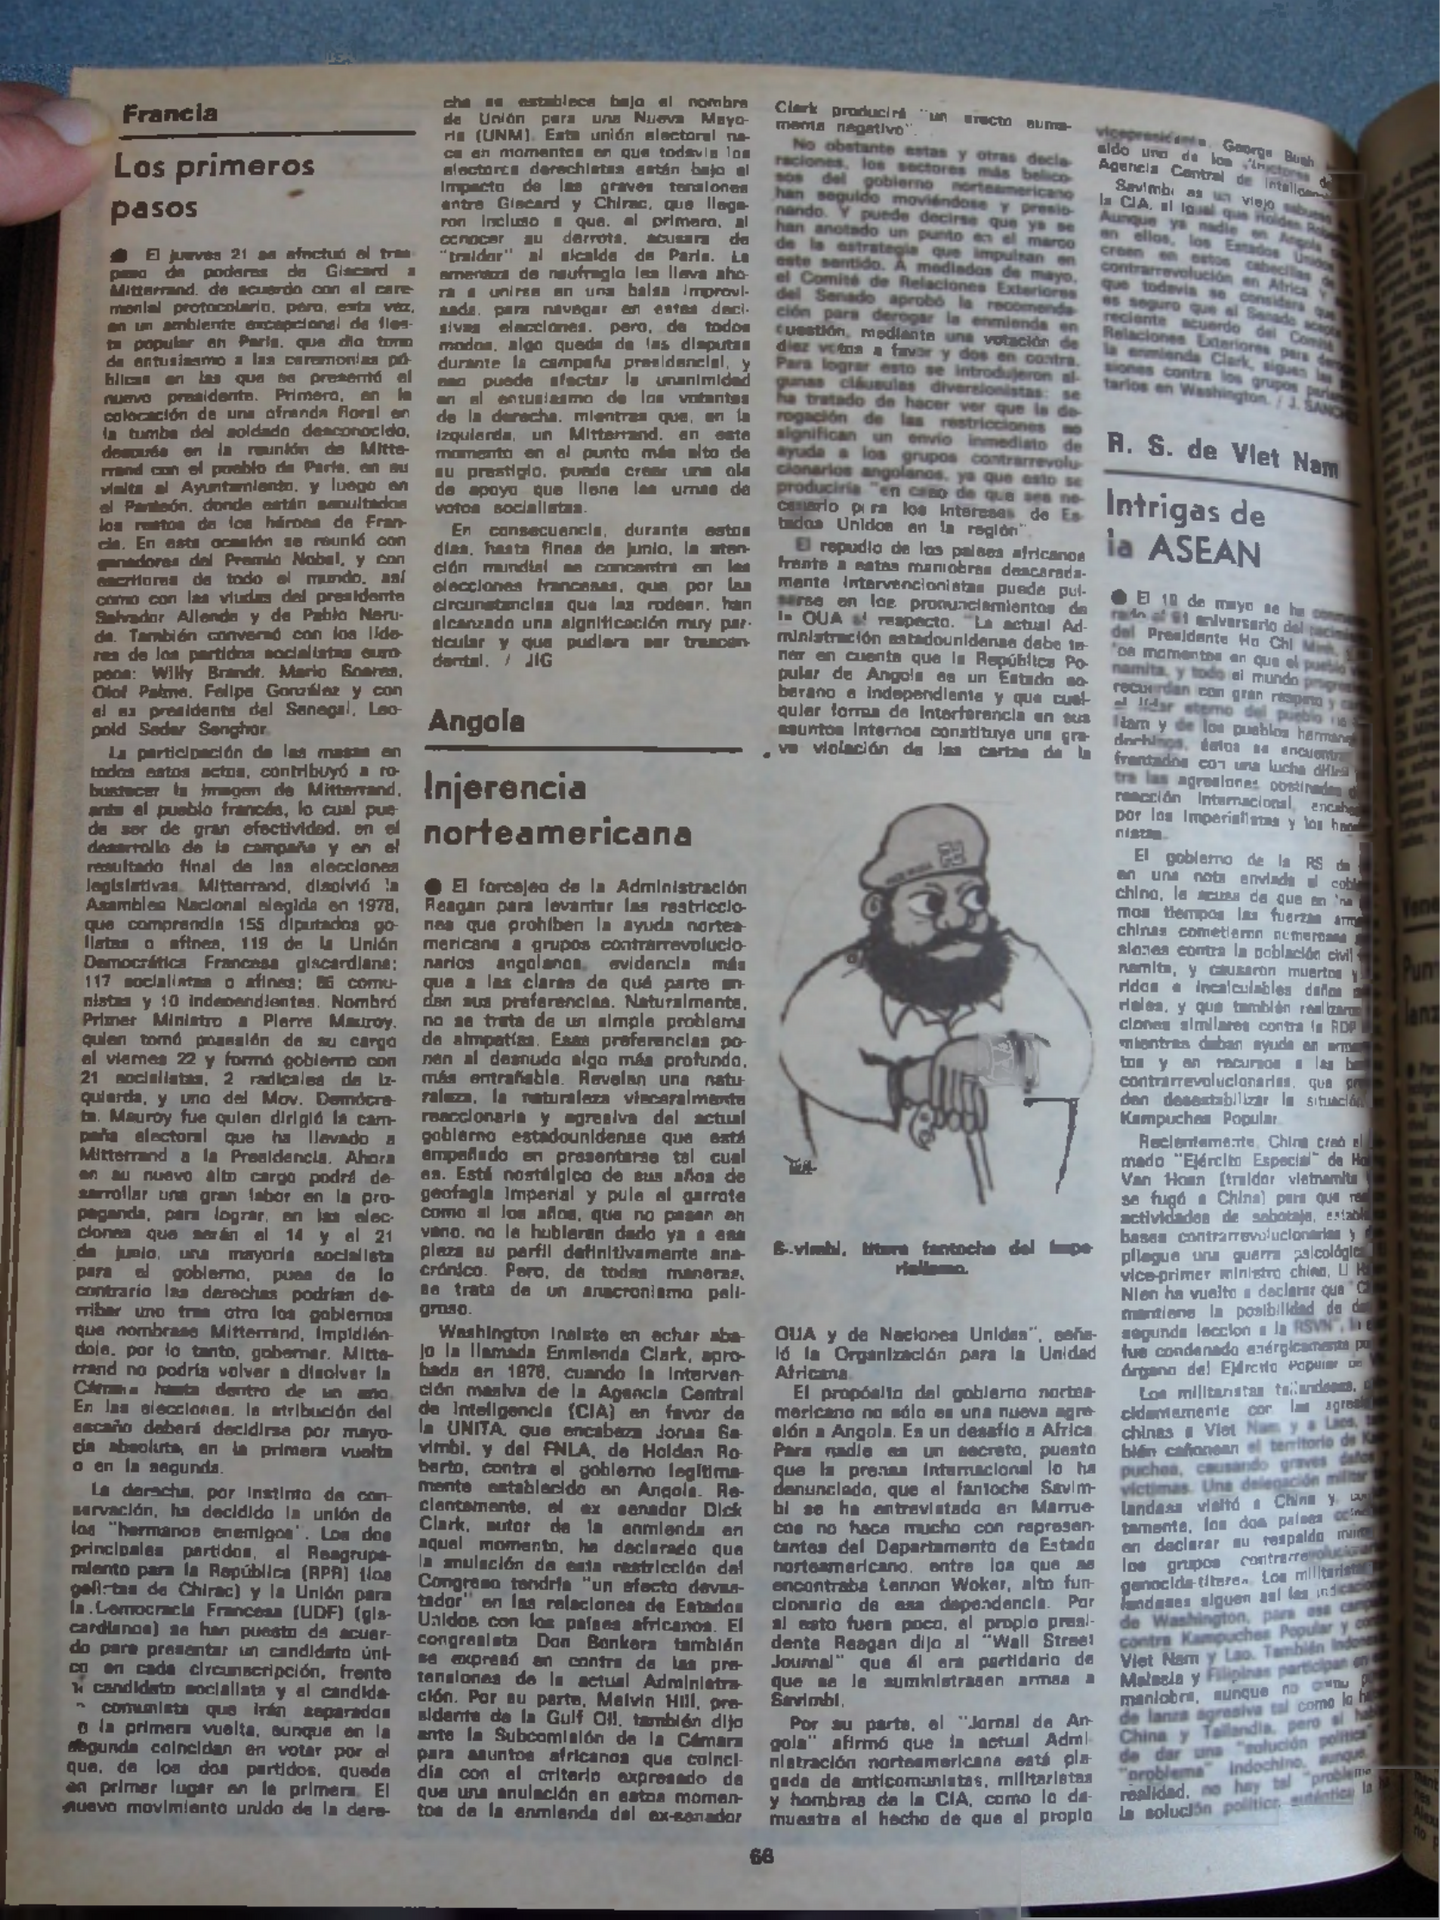 Francia
Los primeros
pasos
● El jueves 21 se efectuó el tras-
paso de poderes de Giscard a
Mitterrand, de acuerdo con el cere-
monial protocolario, pero, esta vez,
en un ambiente excepcional de fies-
ta popular en París, que dio tono
de entusiasmo a las ceremonias pú-
blicas en las que se presentó el
nuevo presidente. Primero, en la
colocación de una ofrenda floral en
la tumba del soldado desconocido,
después en la reunión de Mitte-
rrand con el pueblo de París, en su
visita al Ayuntamiento, y luego en
el Panteón, donde están sepultados
los restos de los héroes de Fran-
cia. En esta ocasión se reunió con
ganadores del Premio Nobel, y con
escritores de todo el mundo, así
como con las viudas del presidente
Salvador Allende y de Pablo Neru-
da. También conversó con los líde-
res de los partidos socialistas euro-
peos: Willy Brandt, Mario Soares,
Olof Palme, Felipe González y con
el ex presidente del Senegal, Leo-
pold Sedar Senghor.
La participación de las masas en
todos estos actos, contribuyó a ro-
bustecer la imagen de Mitterrand,
ante el pueblo francés, lo cual pue-
de ser de gran efectividad, en el
desarrollo de la campaña y en el
resultado final de las elecciones
legislativas. Mitterrand, disolvió la
Asamblea Nacional elegida en 1978,
que comprendía 155 diputados go-
listas o afines, 119 de la Unión
Democrática Francesa giscardiana;
117 socialistas o afines; 86 comu-
nistas y 10 independientes. Nombró
Primer Ministro a Pierre Mauroy,
quien tomó posesión de su cargo
el viernes 22 y formó gobierno con
21 socialistas, 2 radicales de iz-
quierda, y uno del Mov. Demócra-
ta. Mauroy fue quien dirigió la cam-
paña electoral que ha llevado a
Mitterrand a la Presidencia. Ahora
en su nuevo alto cargo podrá de-
sarrollar una gran labor en la pro-
paganda, para lograr, en las elec-
ciones que serán el 14 y el 21
de junio, una mayoría socialista
para el gobierno, pues de lo
contrario las derechas podrían de-
rribar uno tras otro los gobiernos
que nombrase Mitterrand, impidién-
dole, por lo tanto, gobernar. Mitte-
rrand no podría volver a disolver la
Cámara hasta dentro de un año.
En las elecciones, la atribución del
escaño deberá decidirse por mayo-
ría absoluta, en la primera vuelta
o en la segunda.
La derecha, por instinto de con-
servación, ha decidido la unión de
los "hermanos enemigos". Los dos
principales partidos, el Reagrupa-
miento para la República (RPR) (los
golistas de Chirac) y la Unión para
la Democracia Francesa (UDF) (gis-
cardianos) se han puesto de acuer-
do para presentar un candidato úni-
co en cada circunscripción, frente
candidato socialista y al candida-
comunista que irán separados
la primera vuelta, aunque en la
segunda coincidan en votar por el
que, de los dos partidos, quede
en primer lugar en la primera. El
nuevo movimiento unido de la dere-
cha se establece bajo el nombre
de Unión para una Nueva Mayo-
ría (UNM). Esta unión electoral na-
ce en momentos en que todavía los
electores derechistas están bajo el
impacto de las graves tensiones
entre Giscard y Chirac, que llega-
ron incluso a que, el primero, al
conocer su derrota, acusara de
"traidor" al alcalde de París. La
amenaza de naufragio les lleva aho-
ra a unirse en una balsa improvi-
sada, para navegar en estas deci-
sivas elecciones, pero, de todos
modos, algo queda de las disputas
durante la campaña presidencial, y
eso puede afectar la unanimidad
en el entusiasmo de los votantes
de la derecha, mientras que, en la
izquierda, un Mitterrand, en este
momento en el punto más alto de
su prestigio, puede crear una ola
de apoyo que llene las urnas de
votos socialistas.
En consecuencia, durante estos
días, hasta fines de junio, la aten-
ción mundial se concentra en las
elecciones francesas, que por las
circunstancias que las rodean, han
alcanzado una significación muy par-
ticular y que pudiera ser trascen-
dental. / JIG
Angola
Injerencia
norteamericana
● El forcejeo de la Administración
Reagan para levantar las restriccio-
nes que prohíben la ayuda nortea-
mericana a grupos contrarrevolucio-
narios angolanos, evidencia más
que a las claras de qué parte an-
dan sus preferencias. Naturalmente,
no se trata de un simple problema
de simpatías. Esas preferencias po-
nen al desnudo algo más profundo,
más entrañable. Revelan una natu-
raleza, la naturaleza visceralmente
reaccionaria y agresiva del actual
gobierno estadounidense que está
empeñado en presentarse tal cual
es. Está nostálgico de sus años de
geofagia imperial y pule el garrote
como si los años, que no pasan en
vano, no le hubieran dado ya a esa
pieza su perfil definitivamente ana-
crónico. Pero, de todas maneras,
se trata de un anacronismo peli-
groso.
Washington insiste en echar aba-
jo la llamada Enmienda Clark, apro-
bada en 1976, cuando la interven-
ción masiva de la Agencia Central
de Inteligencia (CIA) en favor de
la UNITA, que encabeza Jonas Sa-
vimbi, y del FNLA, de Holden Ro-
berto, contra el gobierno legítima-
mente establecido en Angola. Re-
cientemente, el ex senador Dick
Clark, autor de la enmienda en
aquel momento, ha declarado que
la anulación de esta restricción del
Congreso tendría "un efecto devas-
tador" en las relaciones de Estados
Unidos con los países africanos. El
congresista Don Bonkers también
se expresó en contra de las pre-
tensiones de la actual Administra-
ción. Por su parte, Melvin Hill, pre-
sidente de la Gulf Oil, también dijo
ante la Subcomisión de la Cámara
para asuntos africanos que coinci-
día con el criterio expresado de
que una anulación en estos momen-
tos de la enmienda del ex-senador
Clark producirá "un efecto suma-
mente negativo".
No obstante estas y otras decla-
raciones, los sectores más belico-
sos del gobierno norteamericano
han seguido moviéndose y presio-
nando. Y puede decirse que ya se
han anotado un punto en el marco
de la estrategia que impulsan en
este sentido. A mediados de mayo,
el Comité de Relaciones Exteriores
del Senado aprobó la recomenda-
ción para derogar la enmienda en
cuestión, mediante una votación de
diez votos a favor y dos en contra.
Para lograr esto se introdujeron al-
gunas cláusulas diversionistas: se
ha tratado de hacer ver que la de-
rogación de las restricciones no
significan un envío inmediato de
ayuda a los grupos contrarrevolu-
cionarios angolanos, ya que esto se
produciría "en caso de que sea ne-
cesario para los intereses de Es-
tados Unidos en la región".
El repudio de los países africanos
frente a estas maniobras descarada-
mente intervencionistas puede pul-
sarse en los pronunciamientos de
la OUA al respecto. "La actual Ad-
ministración estadounidense debe te-
ner en cuenta que la República Po-
pular de Angola es un Estado so-
berano e independiente y que cual-
quier forma de interferencia en sus
asuntos internos constituye una gra-
ve violación de las cartas de la
Savimbi, títere fantoche del impe-
rialismo.
OUA y de Naciones Unidas", seña-
ló la Organización para la Unidad
Africana.
El propósito del gobierno nortea-
mericano no sólo es una nueva agre-
sión a Angola. Es un desafío a Africa.
Para nadie es un secreto, puesto
que la prensa internacional lo ha
denunciado, que el fantoche Savim-
bi se ha entrevistado en Marrue-
cos no hace mucho con represen-
tantes del Departamento de Estado
norteamericano, entre los que se
encontraba Lennon Woker, alto fun-
cionario de esa dependencia. Por
si esto fuera poco, el propio presi-
dente Reagan dijo al "Wall Street
Journal" que él era partidario de
que se le suministrasen armas a
Savimbi.
Por su parte, el "Jornal de An-
gola" afirmó que la actual Admi-
nistración norteamericana está pla-
gada de anticomunistas, militaristas
y hombres de la CIA, como lo de-
muestra el hecho de que el propio
vicepresidente, George Bush
sido uno de los directores de
Agencia Central de Inteligen
Savimbi es un viejo sabueso
la CIA, al igual que Holden Rober
Aunque ya nadie en Angola
en ellos, los Estados Unidos
creen en estos cabecillas de
contrarrevolución en Africa. Y
que todavía se considera que
es seguro que el Senado acepte
reciente acuerdo del Comité
Relaciones Exteriores para dero
la enmienda Clark, siguen las
siones contra los grupos
tarios en Washington. / J. SANCHE
R. S. de Viet Nam
Intrigas de
la ASEAN
● El 19 de mayo se ha conmemo
rado el 91 aniversario del nacimien
del Presidente Ho Chi Minh,
momentos en que el pueblo
namita, y todo el mundo progresis
recuerdan con gran respeto y
al líder eterno del pueblo
Nam y de los pueblos hermanos
dochinos, éstos se encuentran
frentados con una lucha difícil
tra las agresiones obstinadas de
reacción internacional, encabe
por los imperialistas y los
nistas.
El gobierno de la RS de
en una nota enviada al gobi
chino, le acusa de que en
mos tiempos las fuerzas arma
chinas cometieron numerosas
siones contra la población civil
namita, y causaron muertos y
ridos e incalculables daños
riales, y que también realizaron
ciones similares contra la RDP
mientras daban ayuda en arma
tos y en recursos a las
contrarrevolucionarias, que
den desestabilizar la situación
Kampuchea Popular.
Recientemente, China creó el
mado "Ejército Especial" de Ho
Van Hoan (traidor vietnamita
se fugó a China) para que
actividades de sabotaje, estable
bases contrarrevolucionarias y
pliegue una guerra psicológica.
vice-primer ministro chino, Li
Nien ha vuelto a declarar que
mantiene la posibilidad de
segunda lección a la RSVN",
fue condenado enérgicamente por
órgano del Ejército Popular de
Los militaristas tailandeses,
cidentemente con las agresio
chinas a Viet Nam y a Laos,
bién cañonean el territorio de Kam
puchea, causando graves daños
víctimas. Una delegación militar
landesa visitó a China y,
tamente, los dos países
en declarar su respaldo
los grupos contrarrevolucionarios
genocida-títeres. Los militaristas
landeses siguen así las indicacion
de Washington, para esa campa
contra Kampuchea Popular y contra
Viet Nam y Lao. También Indones
Malasia y Filipinas participan en
maniobra, aunque no como
de lanza agresiva tal como lo
China y Tailandia, pero sí
de dar una "solución política"
"problema" Indochino, aunque,
realidad, no hay tal "problema
la solución política auténtica la
66